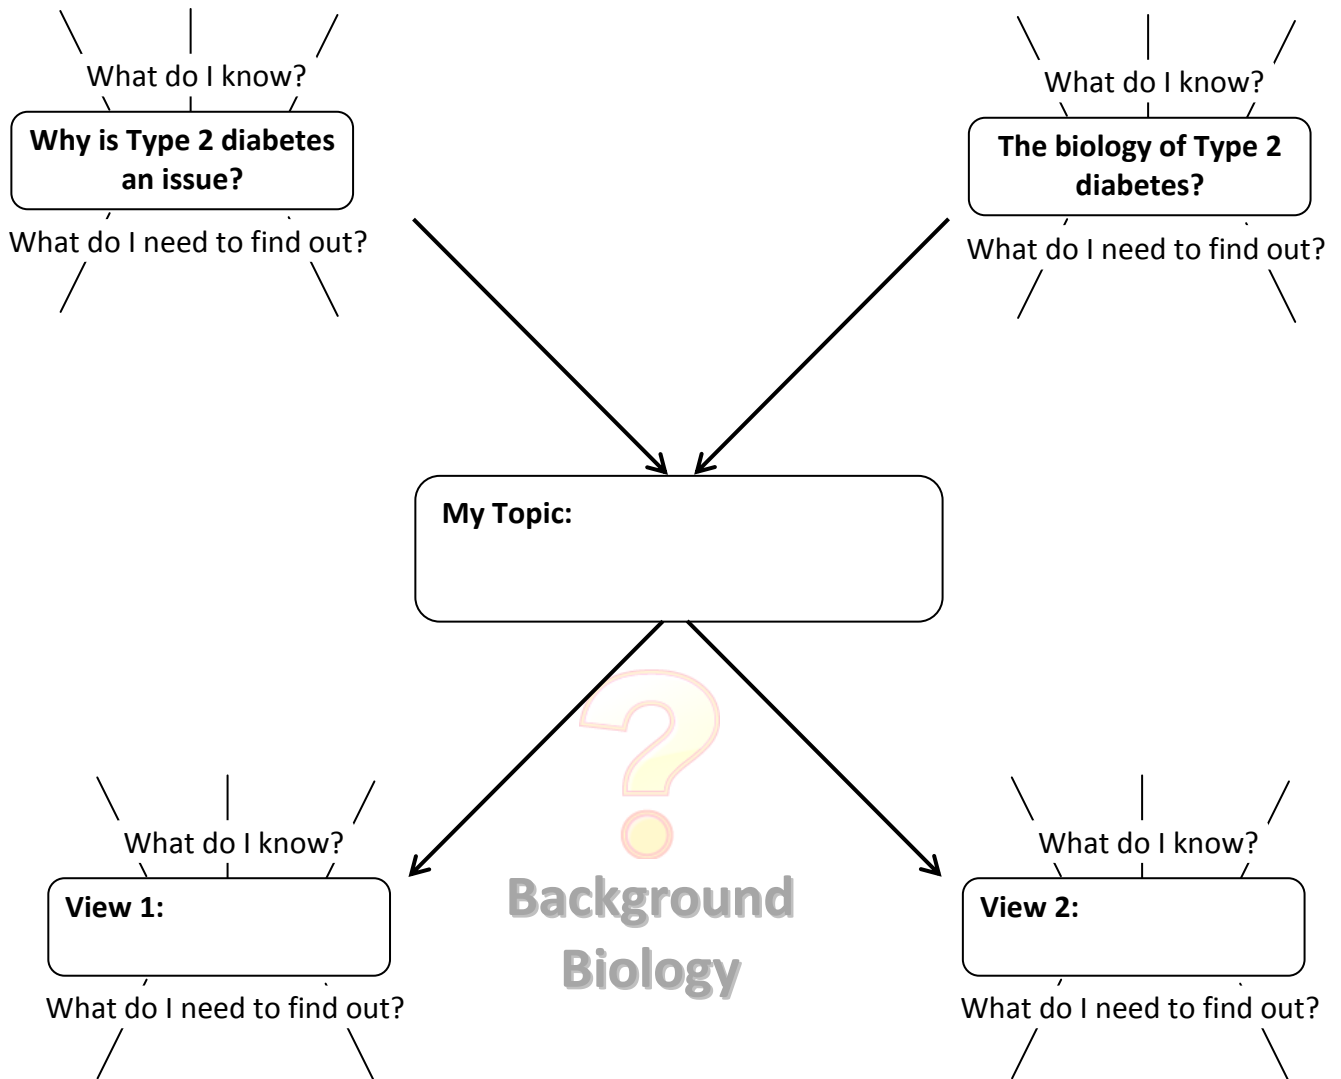 What do I know?
Why is Type 2 diabetes
an issue?
What do I need to find out?
What do I know?
The biology of Type 2
diabetes?
What do I need to find out?
My Topic:
What do I know?
View 1:
What do I need to find out?
Background
Biology
What do I know?
View 2:
What do I need to find out?